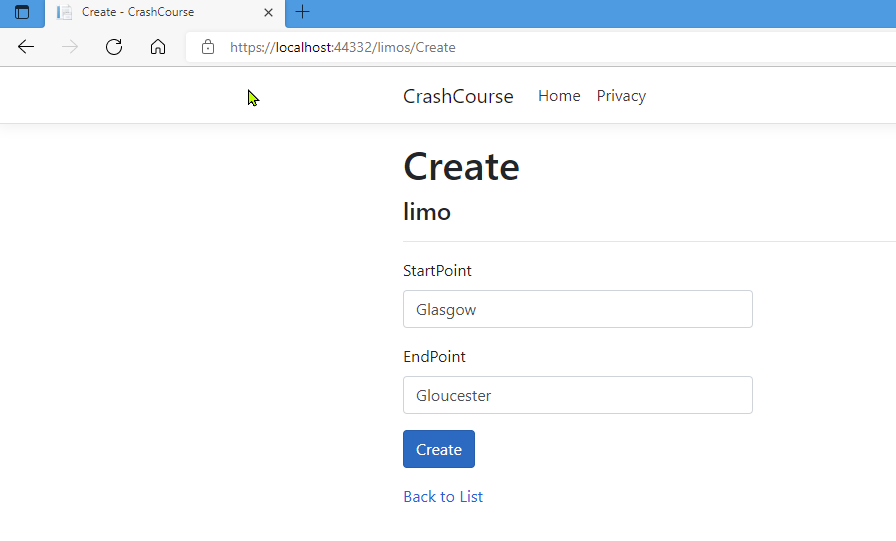 Create - CrashCourse
https://localhost:44332/limos/Create
CrashCourse Home Privacy
Create
limo
StartPoint
Glasgow
EndPoint
Gloucester
Create
Back to List